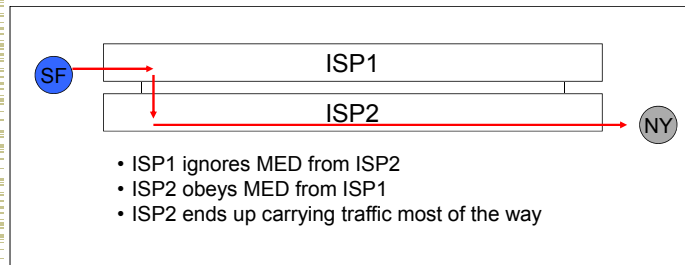 ISP1
SF
ISP2
NY
• ISP1 ignores MED from ISP2
• ISP2 obeys MED from ISP1
• ISP2 ends up carrying traffic most of the way